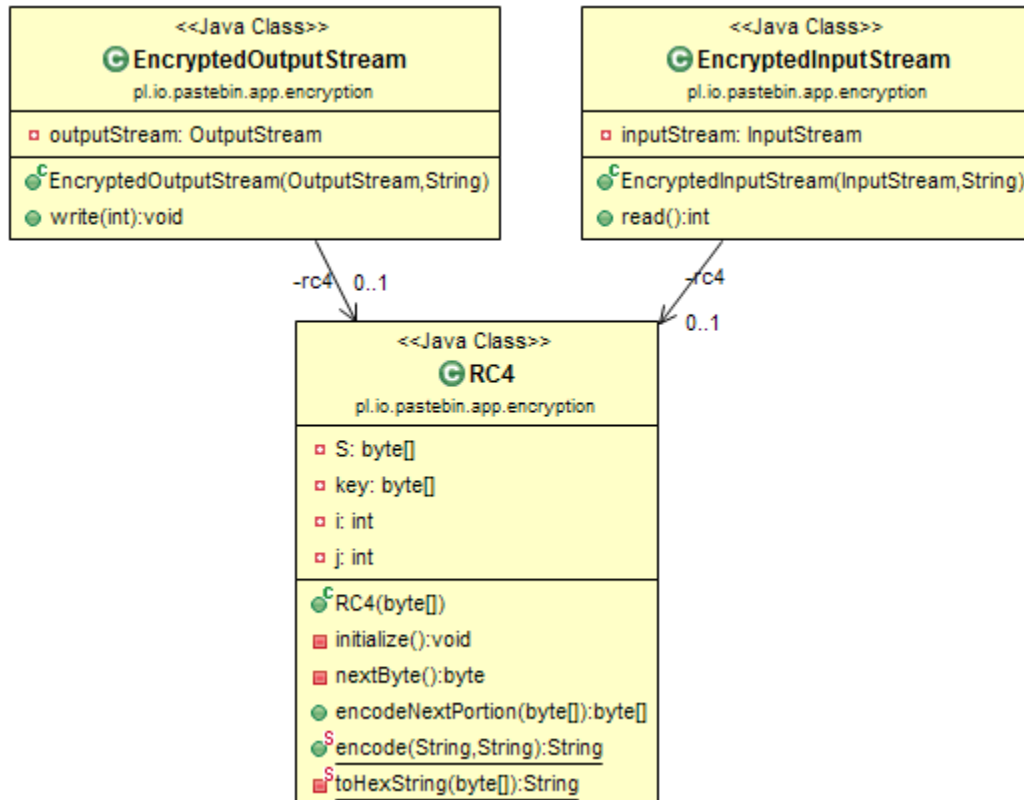 <<Java Class>>
EncryptedOutputStream
pl.io.pastebin.app.encryption
outputStream: OutputStream
EncryptedOutputStream(OutputStream,String)
write(int):void
<<Java Class>>
EncryptedInputStream
pl.io.pastebin.app.encryption
inputStream: InputStream
EncryptedInputStream(InputStream,String)
read():int
-rc4 0..1
-rc4
0..1
<<Java Class>>
RC4
pl.io.pastebin.app.encryption
S: byte[]
key: byte[]
i: int
j: int
RC4(byte[])
initialize():void
nextByte():byte
encodeNextPortion(byte[]):byte[]
encode(String,String):String
toHexString(byte[]):String